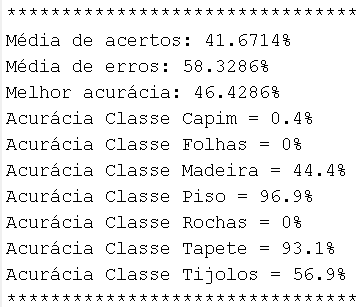 *******************************
Média de acertos: 41.6714%
Média de erros: 58.3286%
Melhor acurácia: 46.4286%
Acurácia Classe Capim = 0.4%
Acurácia Classe Folhas = 0%
Acurácia Classe Madeira = 44.4%
Acurácia Classe Piso = 96.9%
Acurácia Classe Rochas = 0%
Acurácia Classe Tapete = 93.1%
Acurácia Classe Tijolos = 56.9%
*******************************